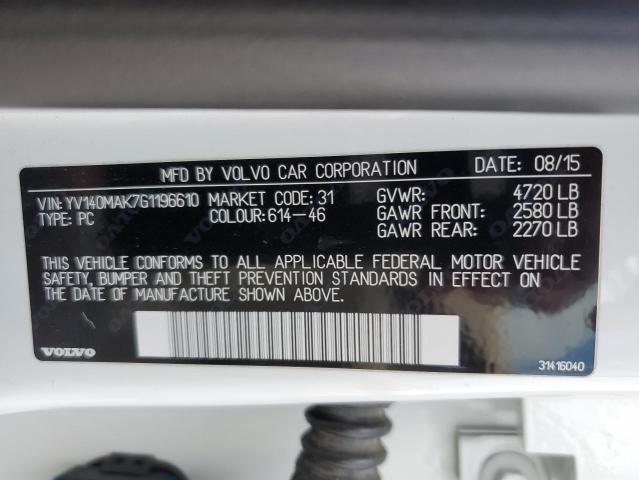 MFD BY VOLVO CAR CORPORATION DATE: 08/15
VIN: YV140MAK7G1196610 MARKET CODE: 31 GVWR: 4720 LB
TYPE: PC COLOUR: 614-46 GAWR FRONT: 2580 LB
GAWR REAR: 2270 LB
THIS VEHICLE CONFORMS TO ALL APPLICABLE FEDERAL MOTOR VEHICLE
SAFETY, BUMPER AND THEFT PREVENTION STANDARDS IN EFFECT ON
THE DATE OF MANUFACTURE SHOWN ABOVE.
VOLVO 31416040